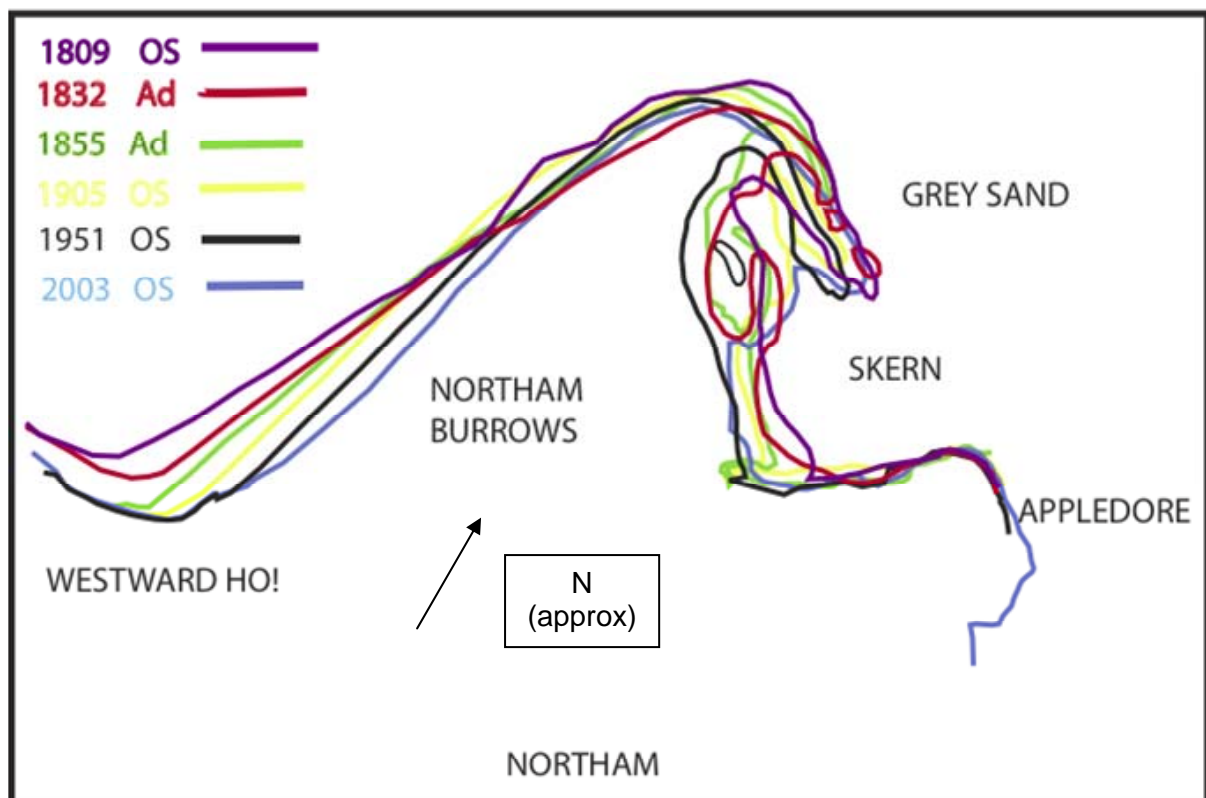 1809 OS
1832 Ad
1855 Ad
1905 OS
1951 OS
2003 OS
GREY SAND
SKERN
NORTHAM
BURROWS
APPLEDORE
WESTWARD HO!
N
(approx)
NORTHAM